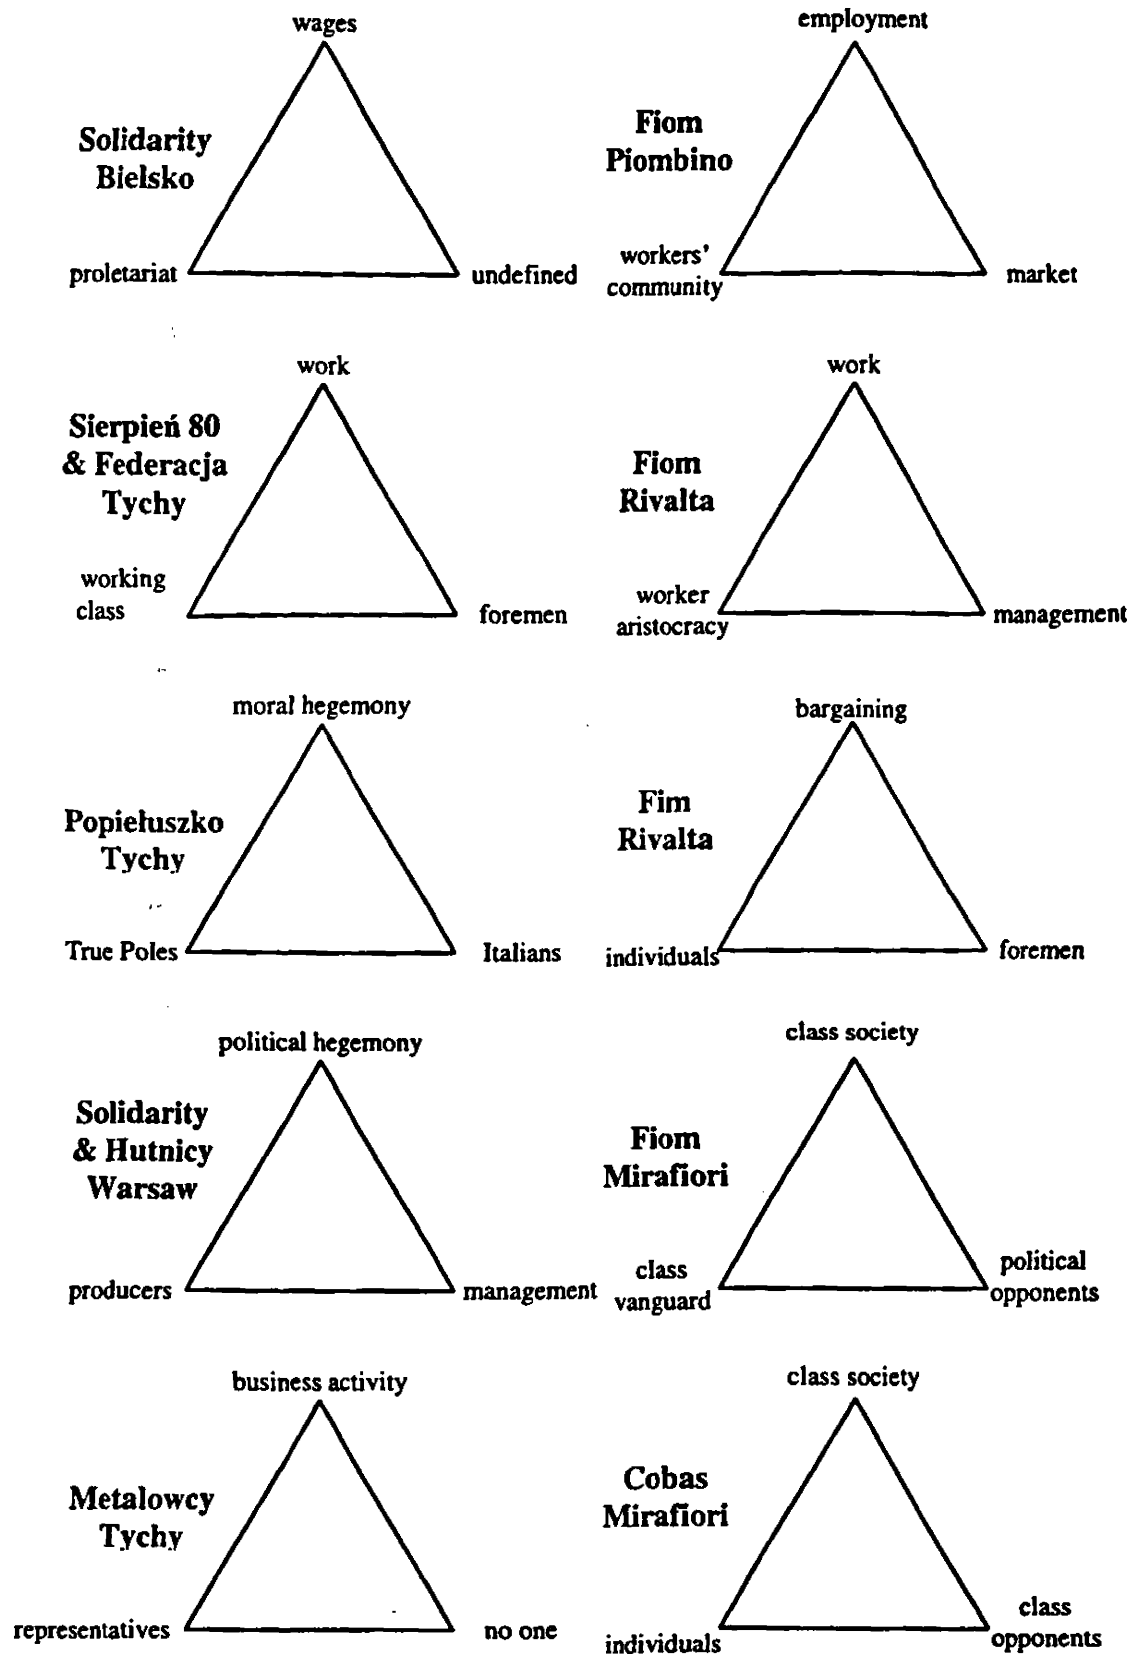 wages
Solidarity
Bielsko
proletariat
undefined
employment
Fiom
Piombino
workers'
community
market
work
Sierpień 80
& Federacja
Tychy
working
class
foremen
work
Fiom
Rivalta
worker
aristocracy
management
moral hegemony
Popiełuszko
Tychy
True Poles
Italians
bargaining
Fim
Rivalta
individuals
foremen
political hegemony
Solidarity
& Hutnicy
Warsaw
producers
management
class society
Fiom
Mirafiori
class
vanguard
political
opponents
business activity
Metalowcy
Tychy
representatives
no one
class society
Cobas
Mirafiori
individuals
class
opponents